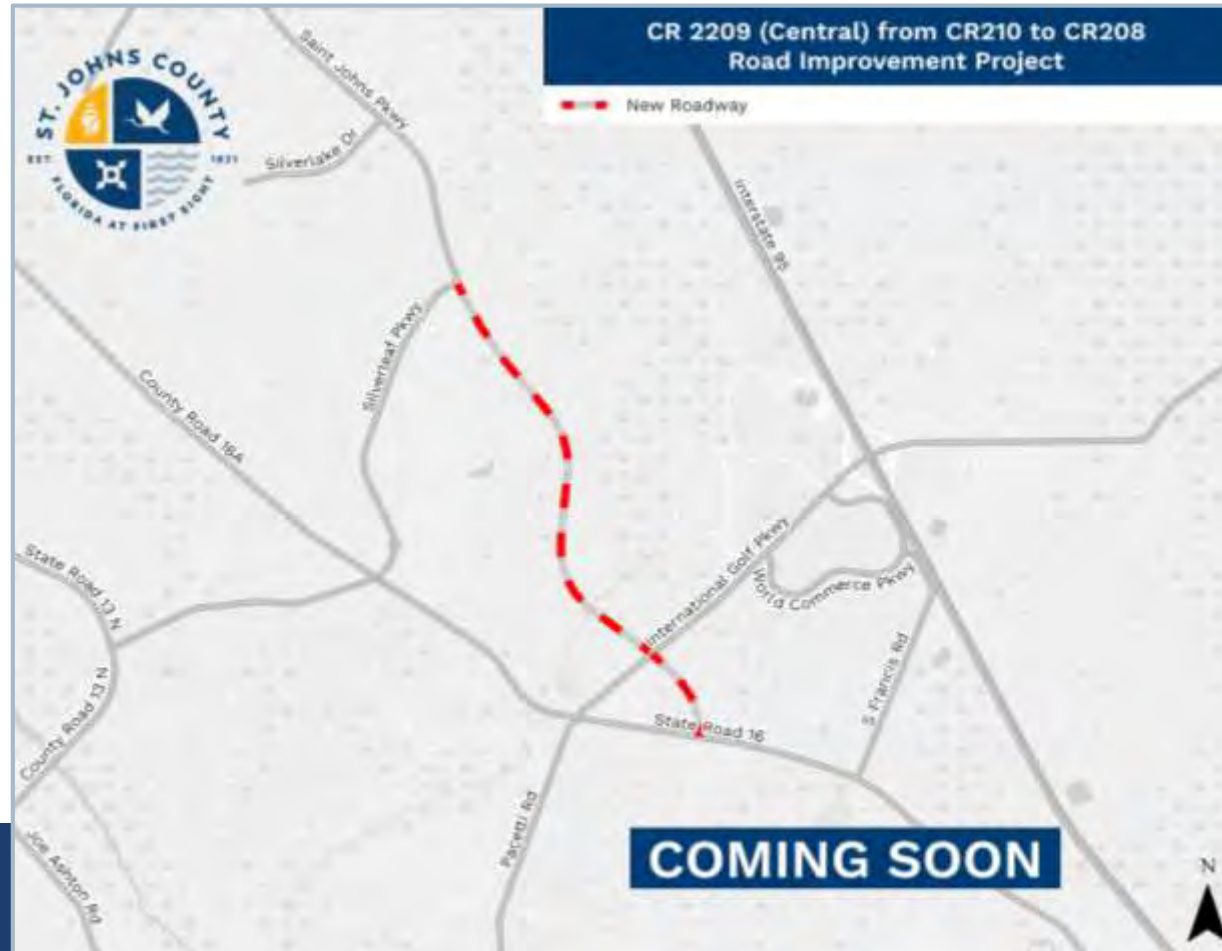 CR 2209 (Central) from CR210 to CR208
Road Improvement Project
New Roadway
ST. JOHNS COUNTY
EST. 1821
FLORIDA AT FIRST SIGHT
Saint Johns Pkwy
Silverlake Dr
Interstate 95
Silverleaf Pkwy
County Road 16A
International Golf Pkwy
World Commerce Pkwy
State Road 13 N
S Francis Rd
County Road 13 N
State Road 16
Pacetti Rd
Joe Ashton Rd
COMING SOON
N